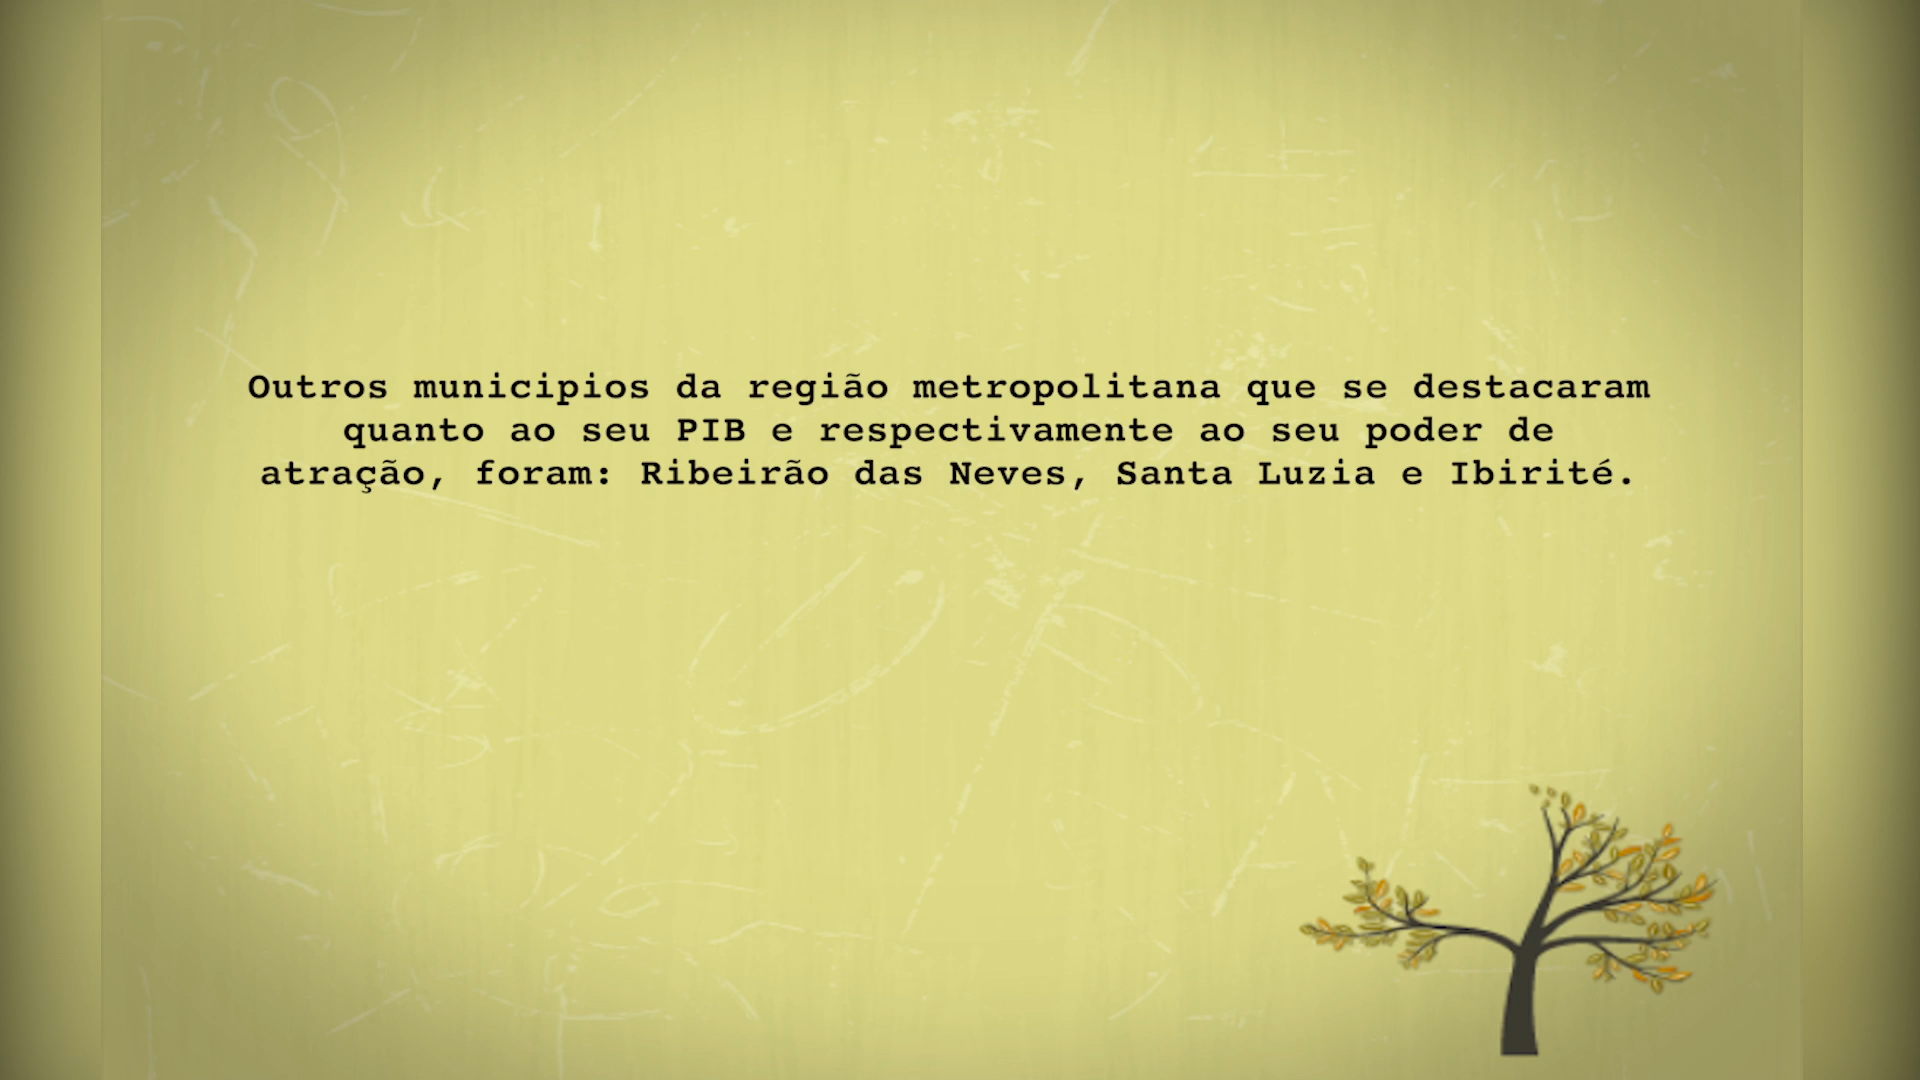 Outros municipios da região metropolitana que se destacaram
quanto ao seu PIB e respectivamente ao seu poder de
atração, foram: Ribeirão das Neves, Santa Luzia e Ibirité.